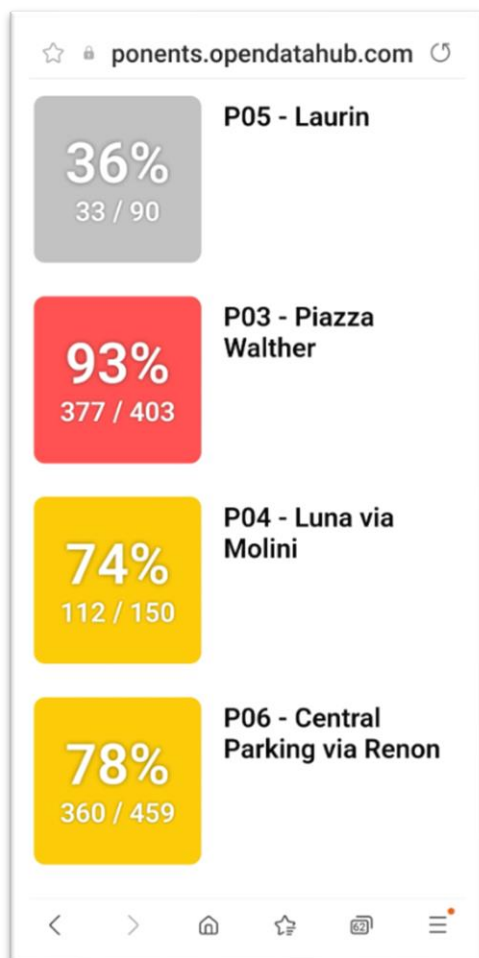 ponents.opendatahub.com
36%
33 / 90
P05 - Laurin
93%
377 / 403
P03 - Piazza
Walther
74%
112 / 150
P04 - Luna via
Molini
78%
360 / 459
P06 - Central
Parking via Renon
62